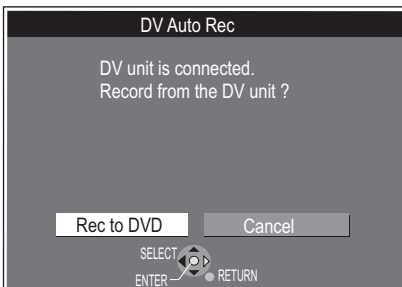 DV Auto Rec
DV unit is connected.
Record from the DV unit ?
Rec to DVD Cancel
SELECT
ENTER RETURN